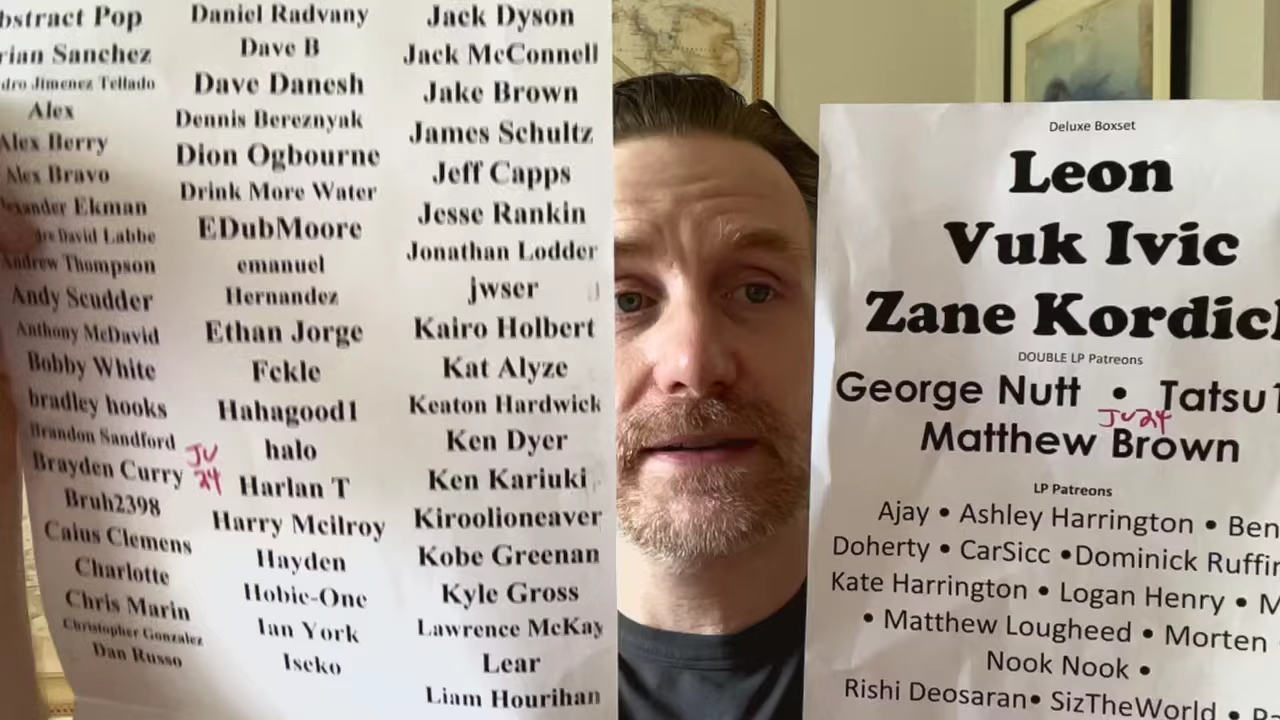 bstract Pop
rian Sanchez
dro Jimenez Tellado
Alex
Alex Berry
Alex Bravo
exander Ekman
dre David Labbe
Andrew Thompson
Andy Scudder
Anthony McDavid
Bobby White
bradley hooks
Brandon Sandford
Brayden Curry
Bruh2398
Caius Clemens
Charlotte
Chris Marin
Christopher Gonzalez
Dan Russo
JU
24
Daniel Radvany
Dave B
Dave Danesh
Dennis Bereznyak
Dion Ogbourne
Drink More Water
EDubMoore
emanuel
Hernandez
Ethan Jorge
Fckle
Hahagood1
halo
Harlan T
Harry Mcilroy
Hayden
Hobie-One
Ian York
Iseko
Jack Dyson
Jack McConnell
Jake Brown
James Schultz
Jeff Capps
Jesse Rankin
Jonathan Lodder
jwser
Kairo Holbert
Kat Alyze
Keaton Hardwick
Ken Dyer
Ken Kariuki
Kiroolioneaver
Kobe Greenan
Kyle Gross
Lawrence McKay
Lear
Liam Hourihan
Deluxe Boxset
Leon
Vuk Ivic
Zane Kordich
DOUBLE LP Patreons
George Nutt • Tatsu
JU24
Matthew Brown
LP Patreons
Ajay • Ashley Harrington • Ben
Doherty • CarSicc •Dominick Ruffin
Kate Harrington • Logan Henry • M
• Matthew Lougheed • Morten
Nook Nook •
Rishi Deosaran• SizTheWorld •